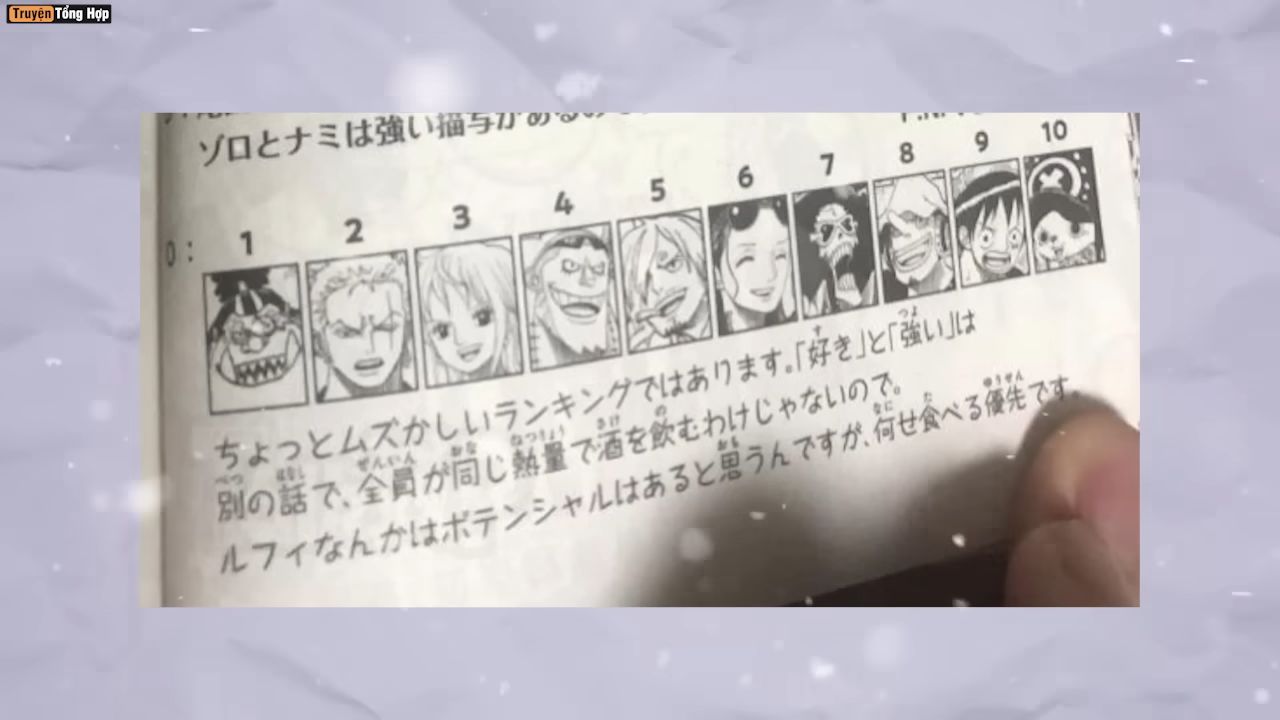 Truyện Tổng Hợp
ゾロとナミは強い描写があるの
O: 1 2 3 4 5 6 7 8 9 10
ちょっとムズかしいランキングではあります。「好き」と「強い」は
別の話で、全員が同じ熱量で酒を飲むわけじゃないので。
ルフィなんかはポテンシャルはあると思うんですが、何せ食べる優先です。